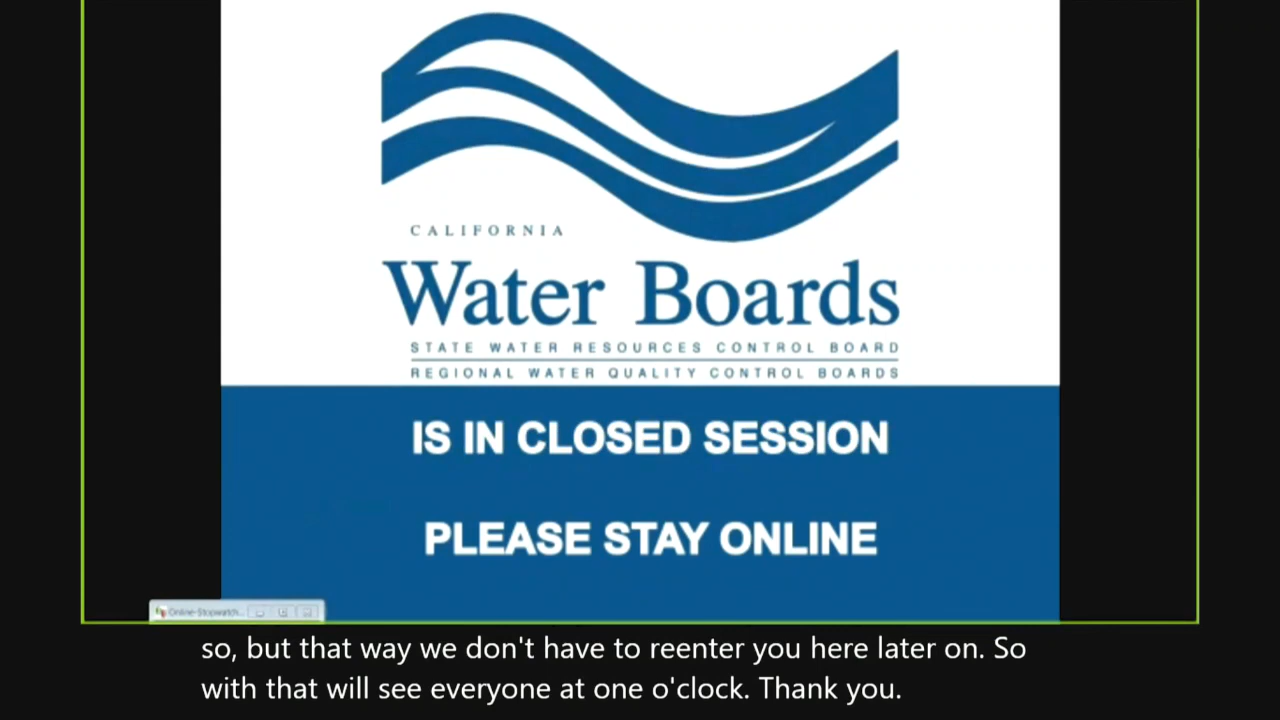 CALIFORNIA
Water Boards
STATE WATER RESOURCES CONTROL BOARD
REGIONAL WATER QUALITY CONTROL BOARDS
IS IN CLOSED SESSION
PLEASE STAY ONLINE
Online-Stopwatch...
so, but that way we don't have to reenter you here later on. So
with that will see everyone at one o'clock. Thank you.